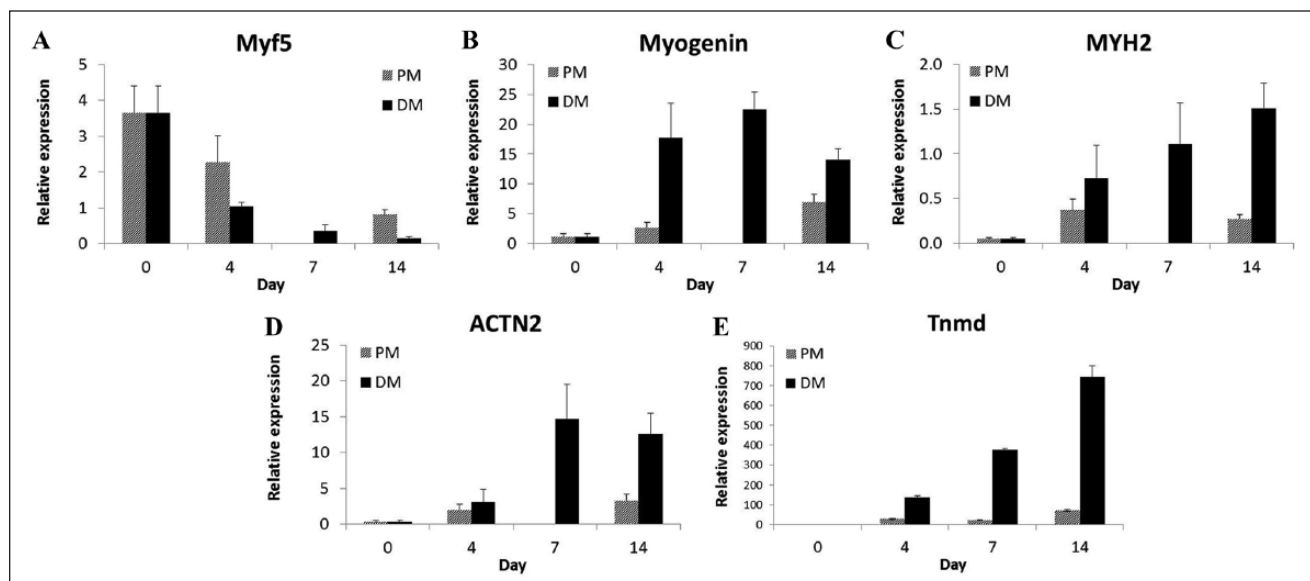 A
Myf5
Relative expression
5
4
3
2
1
0
PM
DM
0 4 7 14
Day
B
Myogenin
Relative expression
30
25
20
15
10
5
0
PM
DM
0 4 7 14
Day
C
MYH2
Relative expression
2.0
1.5
1.0
0.5
0.0
PM
DM
0 4 7 14
Day
D
ACTN2
Relative expression
25
20
15
10
5
0
PM
DM
0 4 7 14
Day
E
Tnmd
Relative expression
900
800
700
600
500
400
300
200
100
0
PM
DM
0 4 7 14
Day